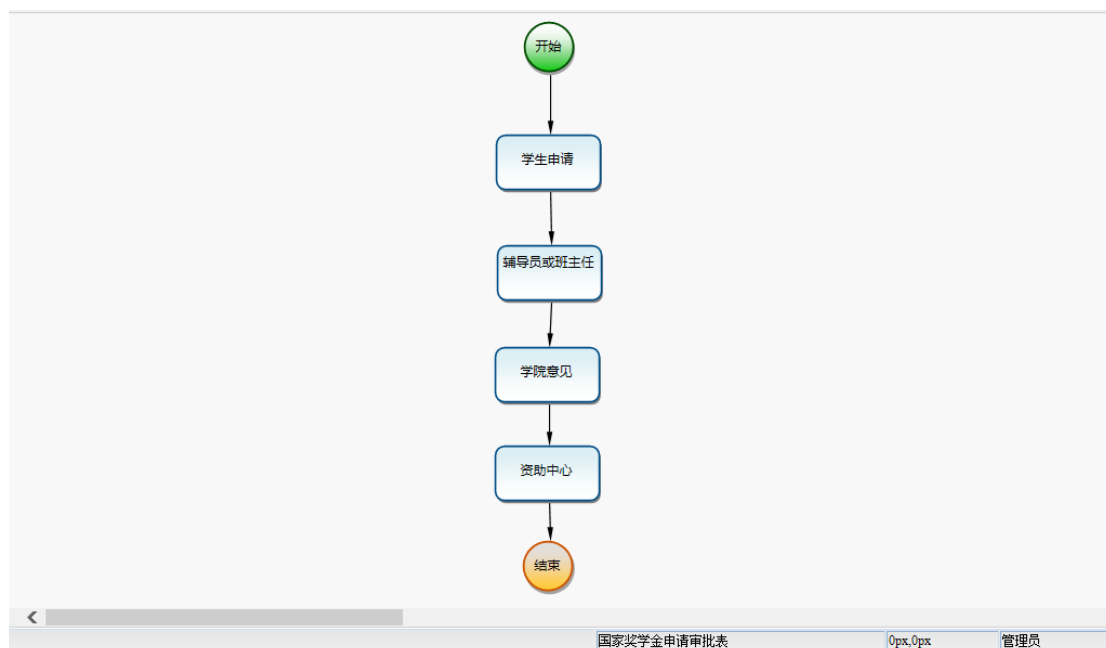 开始
学生申请
辅导员或班主任
学院意见
资助中心
结束
国家奖学金申请审批表
0px,0px
管理员